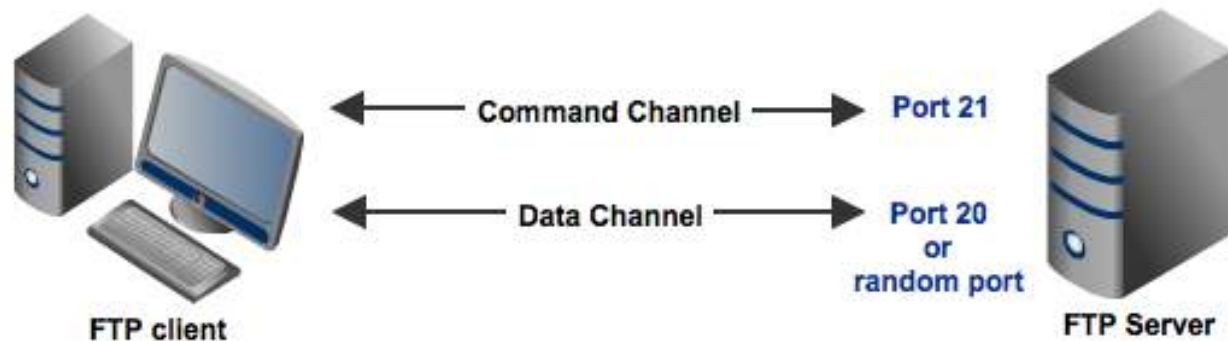 Command Channel
Port 21
Data Channel
Port 20
or
random port
FTP client
FTP Server